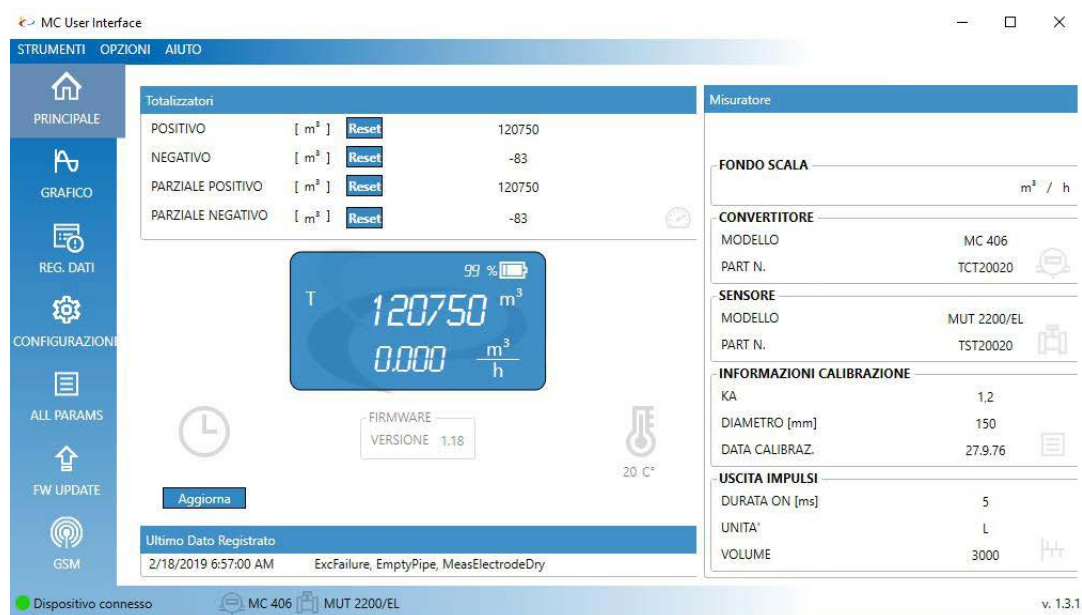 MC User Interface
STRUMENTI OPZIONI AIUTO
PRINCIPALE
GRAFICO
REG. DATI
CONFIGURAZIONE
ALL PARAMS
FW UPDATE
GSM
Totalizzatori
POSITIVO [ m³ ] Reset 120750
NEGATIVO [ m³ ] Reset -83
PARZIALE POSITIVO [ m³ ] Reset 120750
PARZIALE NEGATIVO [ m³ ] Reset -83
99 %
T 120750 m³
0.000 m³/h
FIRMWARE
VERSIONE 1.18
20 C°
Aggiorna
Ultimo Dato Registrato
2/18/2019 6:57:00 AM ExcFailure, EmptyPipe, MeasElectrodeDry
Misuratore
FONDO SCALA
m³ / h
CONVERTITORE
MODELLO MC 406
PART N. TCT20020
SENSORE
MODELLO MUT 2200/EL
PART N. TST20020
INFORMAZIONI CALIBRAZIONE
KA 1,2
DIAMETRO [mm] 150
DATA CALIBRAZ. 27.9.76
USCITA IMPULSI
DURATA ON [ms] 5
UNITA' L
VOLUME 3000
Dispositivo connesso MC 406 MUT 2200/EL v. 1.3.1